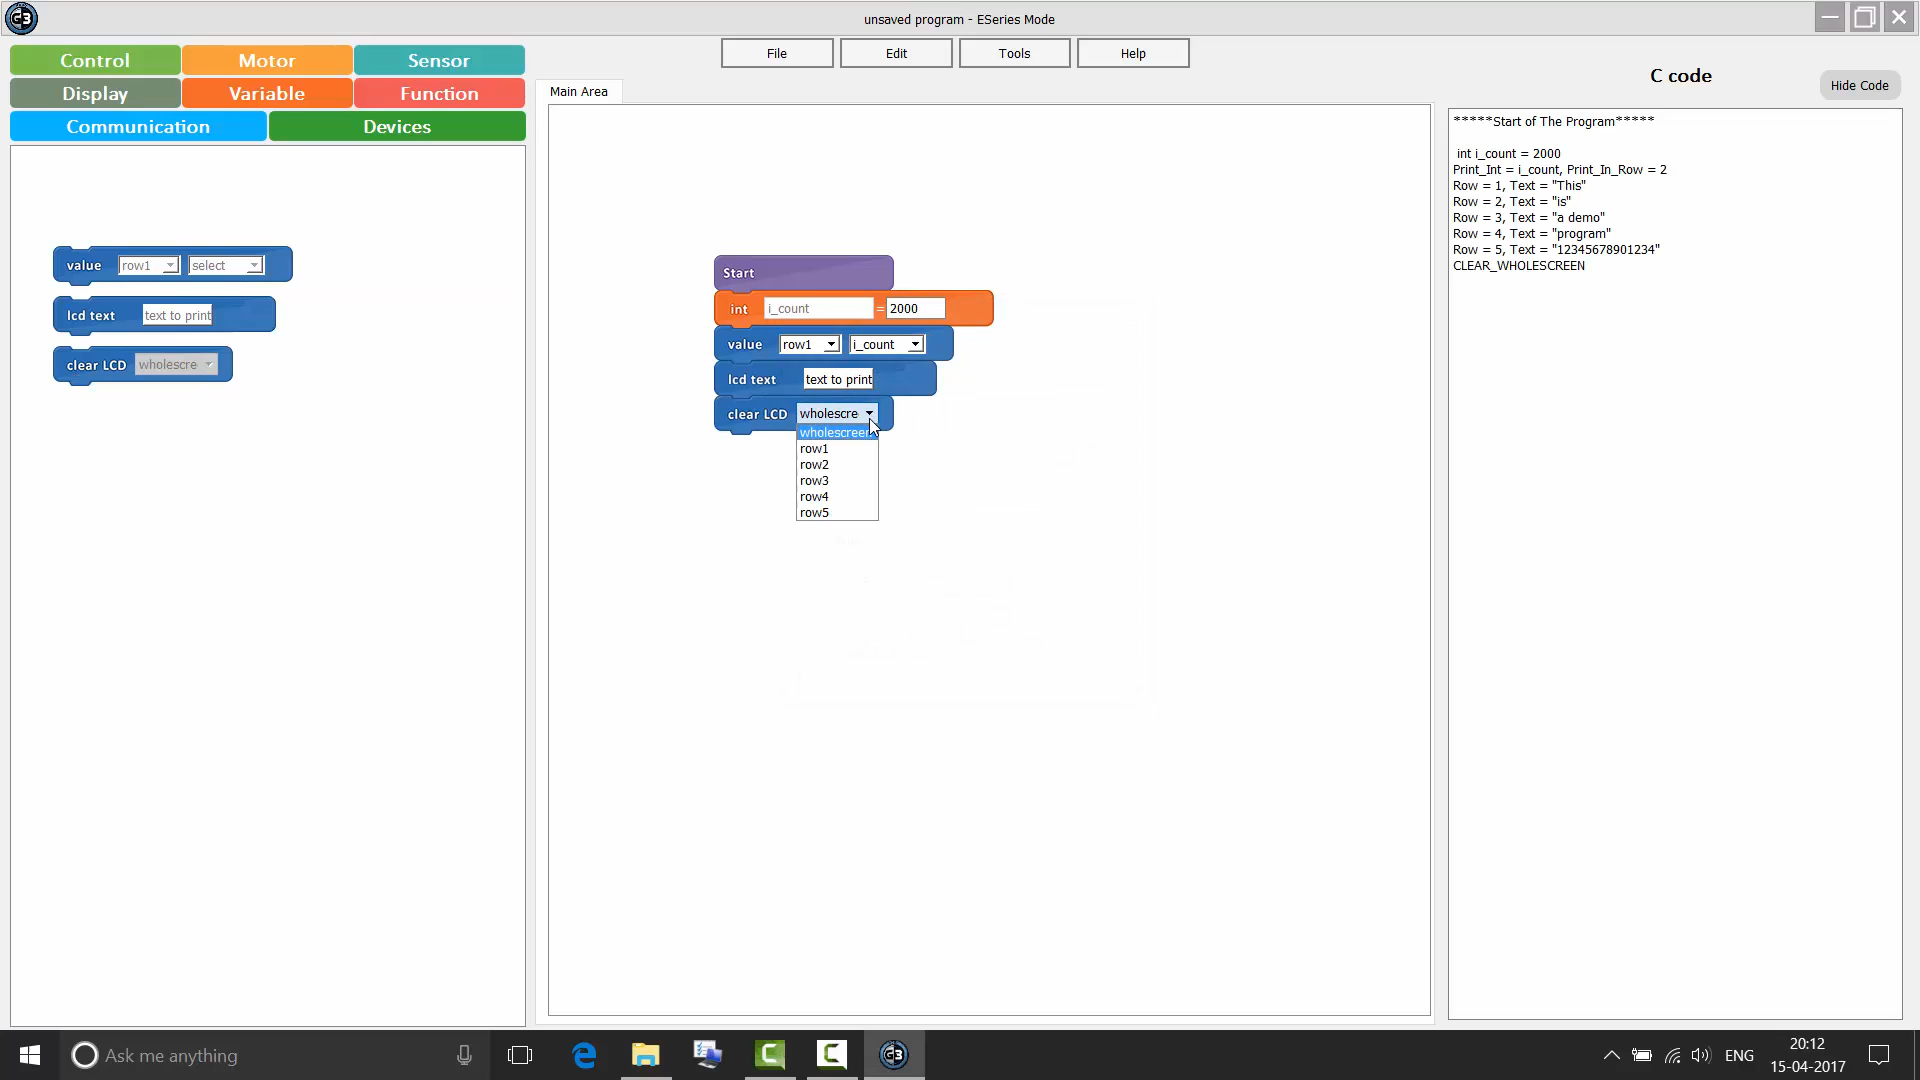 G3
unsaved program - ESeries Mode
File
Edit
Tools
Help
Control
Motor
Sensor
Display
Variable
Function
Communication
Devices
Main Area
C code
Hide Code
value row1 select
lcd text text to print
clear LCD wholescre
Start
int i_count = 2000
value row1 i_count
lcd text text to print
clear LCD wholescre
wholescreen
row1
row2
row3
row4
row5
*****Start of The Program*****
int i_count = 2000
Print_Int = i_count, Print_In_Row = 2
Row = 1, Text = "This"
Row = 2, Text = "is"
Row = 3, Text = "a demo"
Row = 4, Text = "program"
Row = 5, Text = "12345678901234"
CLEAR_WHOLESCREEN
Ask me anything
G3
ENG
20:12
15-04-2017